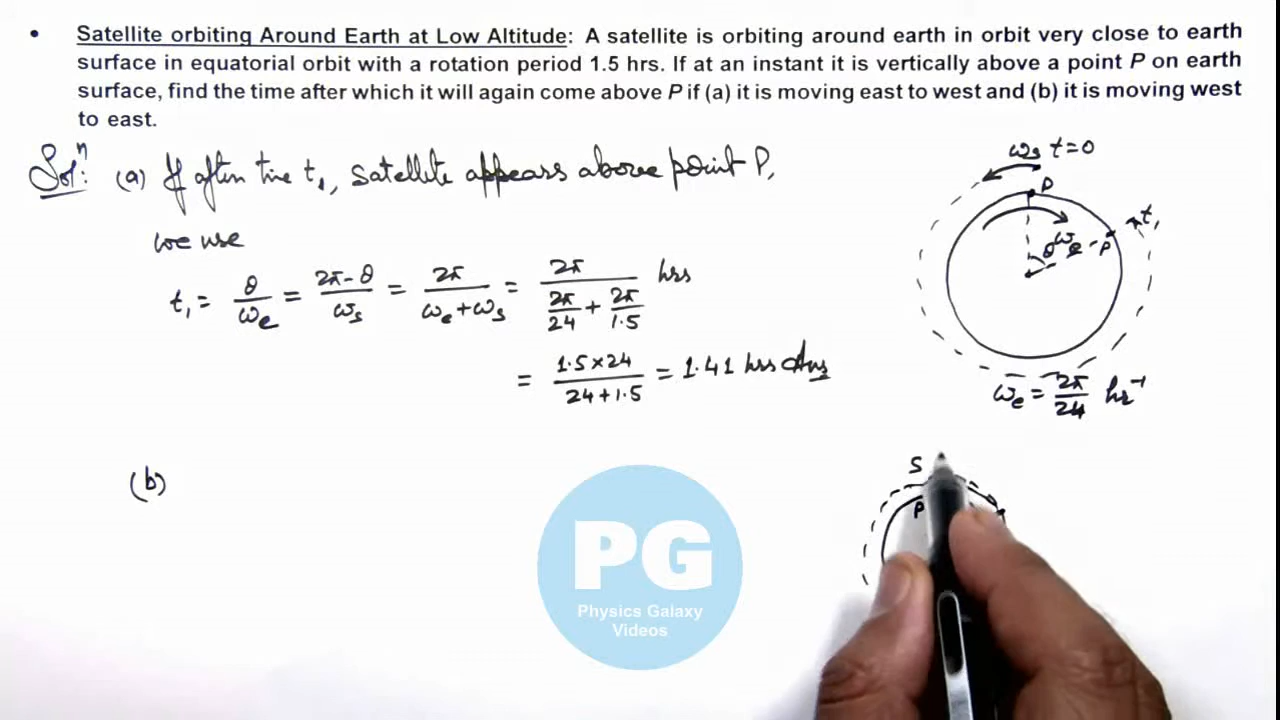 • Satellite orbiting Around Earth at Low Altitude: A satellite is orbiting around earth in orbit very close to earth
surface in equatorial orbit with a rotation period 1.5 hrs. If at an instant it is vertically above a point P on earth
surface, find the time after which it will again come above P if (a) it is moving east to west and (b) it is moving west
to east.
Solⁿ: (a) If after time t₁, satellite appears above point P,
we use
t₁ = θ/ωe = (2π-θ)/ωs = 2π/(ωe+ωs) = 2π/(2π/24 + 2π/1.5) hrs
= (1.5×24)/(24+1.5) = 1.41 hrs Ans
ωs t=0
P
t₁
θ ωe P
ωe = 2π/24 hr⁻¹
(b)
S
P
PG
Physics Galaxy
Videos